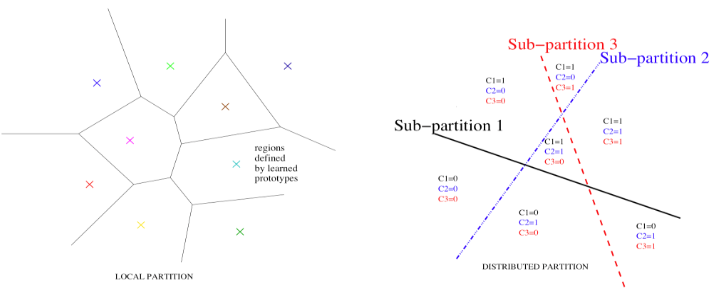 regions
defined
by learned
prototypes
LOCAL PARTITION
Sub-partition 3
Sub-partition 2
C1=1
C2=0
C3=1
C1=1
C2=0
C3=0
Sub-partition 1
C1=1
C2=1
C3=1
C1=1
C2=1
C3=0
C1=0
C2=0
C3=0
C1=0
C2=1
C3=0
C1=0
C2=1
C3=1
DISTRIBUTED PARTITION